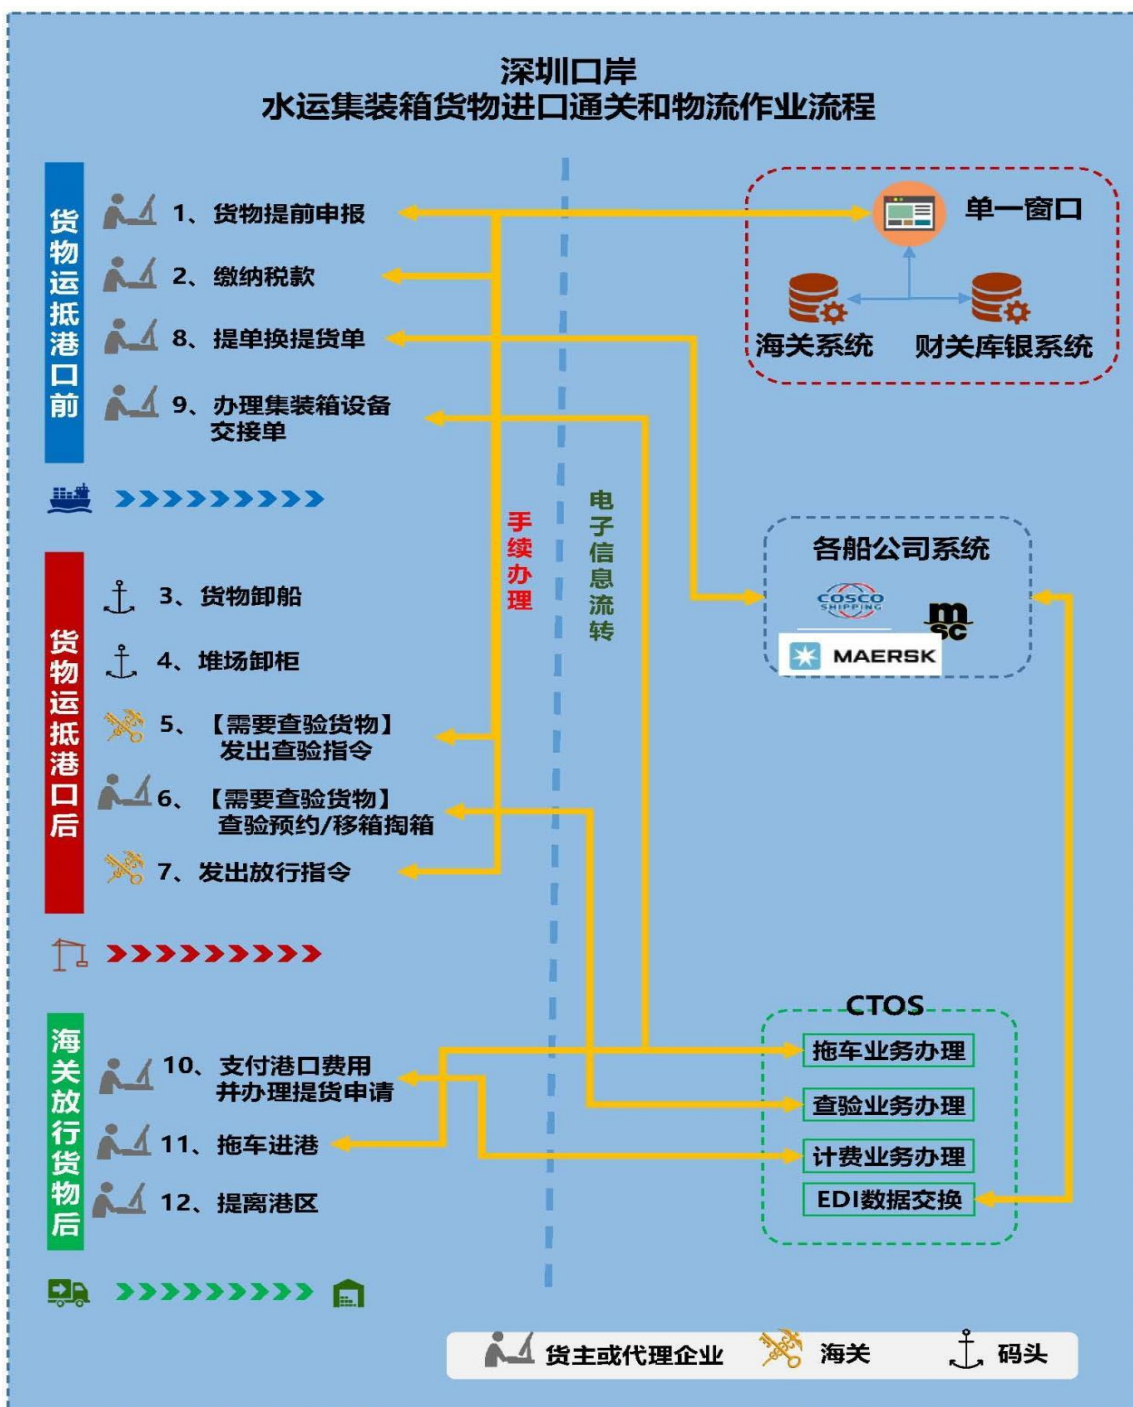 深圳口岸
水运集装箱货物进口通关和物流作业流程
货物运抵港口前
1、货物提前申报
2、缴纳税款
8、提单换提货单
9、办理集装箱设备
交接单
单一窗口
海关系统
财关库银系统
手续办理
电子信息流转
各船公司系统
COSCO
SHIPPING
msc
MAERSK
货物运抵港口后
3、货物卸船
4、堆场卸柜
5、【需要查验货物】
发出查验指令
6、【需要查验货物】
查验预约/移箱掏箱
7、发出放行指令
海关放行货物后
10、支付港口费用
并办理提货申请
11、拖车进港
12、提离港区
CTOS
拖车业务办理
查验业务办理
计费业务办理
EDI数据交换
货主或代理企业
海关
码头